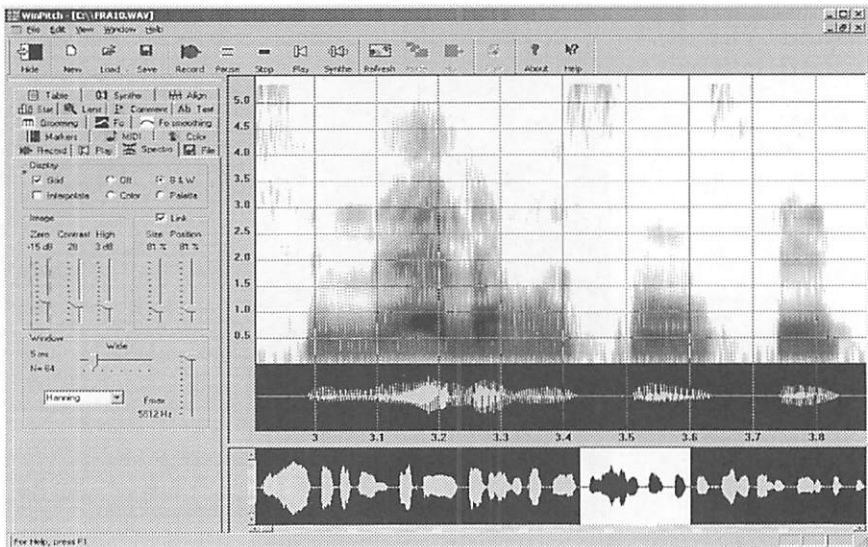 WinPitch - [C:\\FRA10.WAV]
File Edit View Window Help
Hide New Load Save Record Pause Stop Play Synthe Refresh About Help
Table Synthe Align
Stat Lens Comment Ab Text
Grooming Fo Fo smoothing
Markers MIDI Color
Record Play Spectro File
Display
Grid Off B & W
Interpolate Color Palette
Image Link
Zero Contrast High Size Position
-15 dB 28 3 dB 81 % 81 %
Window
Wide
5 ms
N= 64
Hanning
Fmax
5512 Hz
5.0
4.5
4.0
3.5
3.0
2.5
2.0
1.5
1.0
0.5
3 3.1 3.2 3.3 3.4 3.5 3.6 3.7 3.8
For Help, press F1